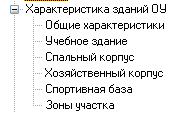 Характеристика зданий ОУ
Общие характеристики
Учебное здание
Спальный корпус
Хозяйственный корпус
Спортивная база
Зоны участка